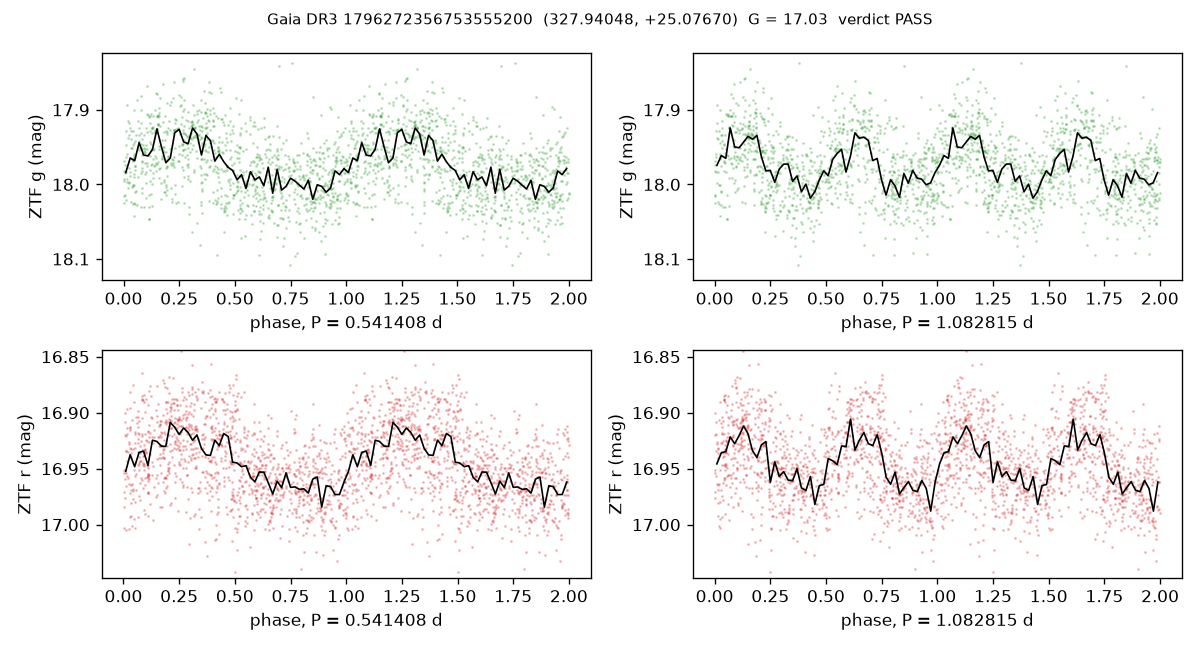 Gaia DR3 1796272356753555200  (327.94048, +25.07670)  G = 17.03  verdict PASS
ZTF g (mag)
17.9
18.0
18.1
0.00 0.25 0.50 0.75 1.00 1.25 1.50 1.75 2.00
phase, P = 0.541408 d
ZTF g (mag)
17.9
18.0
18.1
0.00 0.25 0.50 0.75 1.00 1.25 1.50 1.75 2.00
phase, P = 1.082815 d
ZTF r (mag)
16.85
16.90
16.95
17.00
0.00 0.25 0.50 0.75 1.00 1.25 1.50 1.75 2.00
phase, P = 0.541408 d
ZTF r (mag)
16.85
16.90
16.95
17.00
0.00 0.25 0.50 0.75 1.00 1.25 1.50 1.75 2.00
phase, P = 1.082815 d